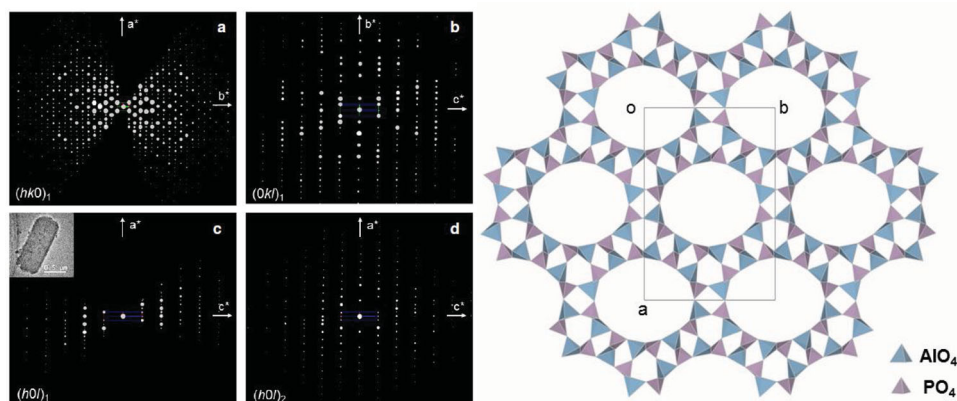 a*
a
b*
(hk0)₁
b*
b
c*
(0kl)₁
a*
c
c*
(h0l)₁
a*
d
c*
(h0l)₂
o
b
a
AlO₄
PO₄